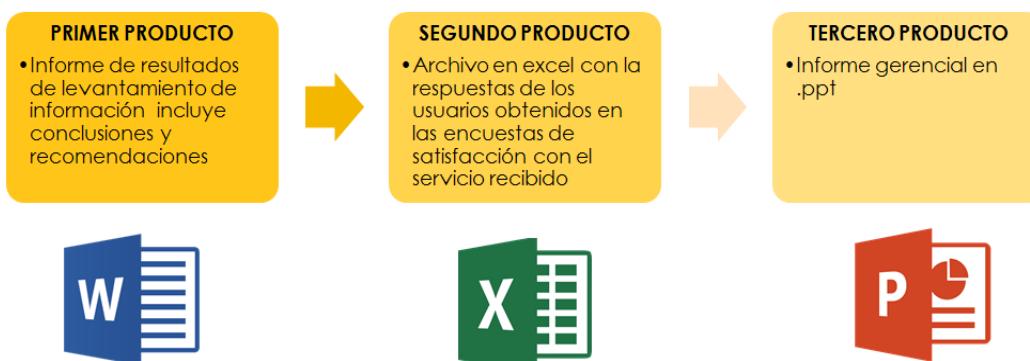 PRIMER PRODUCTO
•Informe de resultados
de levantamiento de
información incluye
conclusiones y
recomendaciones
SEGUNDO PRODUCTO
•Archivo en excel con la
respuestas de los
usuarios obtenidos en
las encuestas de
satisfacción con el
servicio recibido
TERCERO PRODUCTO
•Informe gerencial en
.ppt
W
X
P